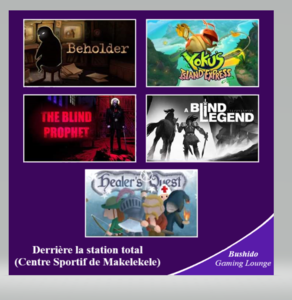 Beholder
YOKU'S
ISLAND EXPRESS
THE BLIND
PROPHET
A BLIND
LEGEND
Healer's Quest
Derrière la station total
(Centre Sportif de Makelekele)
Bushido
Gaming Lounge